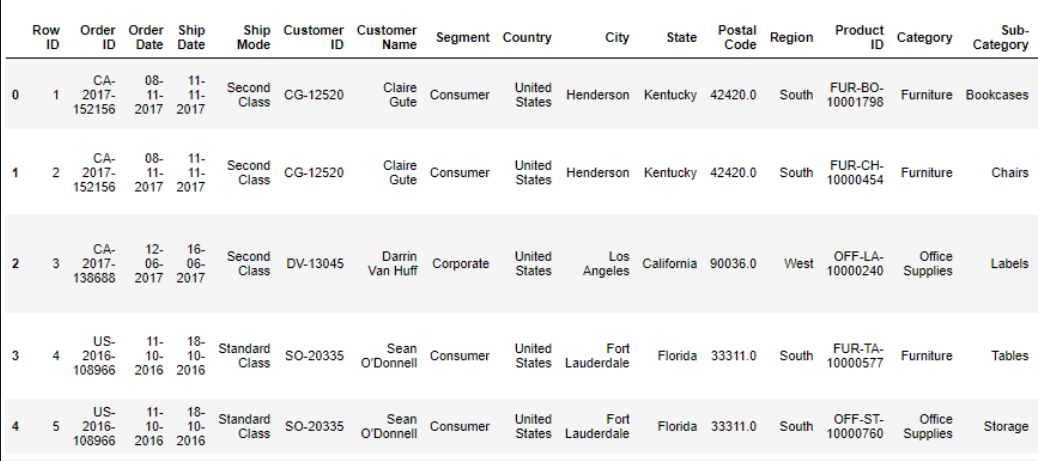 Row ID Order ID Order Date Ship Date Ship Mode Customer ID Customer Name Segment Country City State Postal Code Region Product ID Category Sub-Category
0 1 CA-2017-152156 08-11-2017 11-11-2017 Second Class CG-12520 Claire Gute Consumer United States Henderson Kentucky 42420.0 South FUR-BO-10001798 Furniture Bookcases
1 2 CA-2017-152156 08-11-2017 11-11-2017 Second Class CG-12520 Claire Gute Consumer United States Henderson Kentucky 42420.0 South FUR-CH-10000454 Furniture Chairs
2 3 CA-2017-138688 12-06-2017 16-06-2017 Second Class DV-13045 Darrin Van Huff Corporate United States Los Angeles California 90036.0 West OFF-LA-10000240 Office Supplies Labels
3 4 US-2016-108966 11-10-2016 18-10-2016 Standard Class SO-20335 Sean O'Donnell Consumer United States Fort Lauderdale Florida 33311.0 South FUR-TA-10000577 Furniture Tables
4 5 US-2016-108966 11-10-2016 18-10-2016 Standard Class SO-20335 Sean O'Donnell Consumer United States Fort Lauderdale Florida 33311.0 South OFF-ST-10000760 Office Supplies Storage